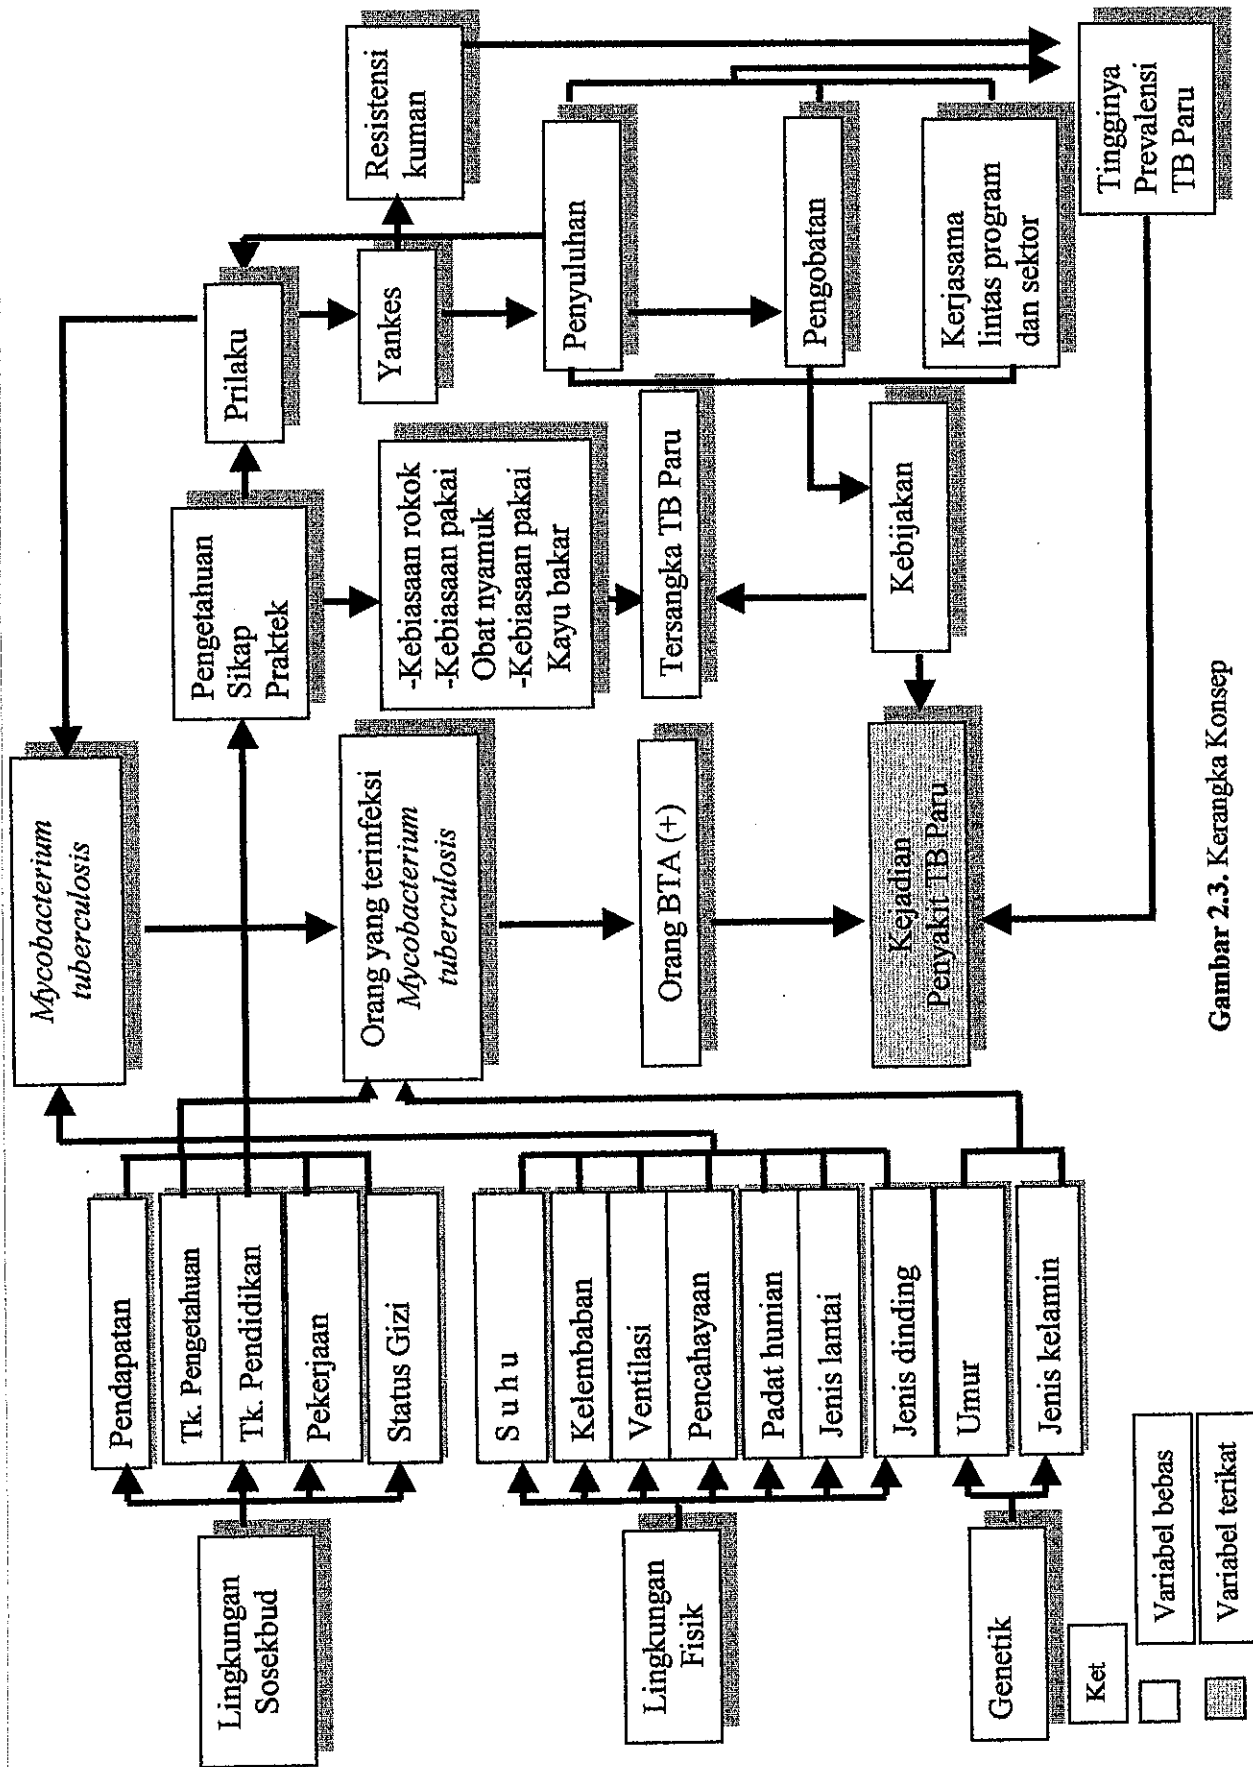 Lingkungan
Sosekbud
Pendapatan
Tk. Pengetahuan
Tk. Pendidikan
Pekerjaan
Status Gizi
Lingkungan
Fisik
S u h u
Kelembaban
Ventilasi
Pencahayaan
Padat hunian
Jenis lantai
Jenis dinding
Genetik
Umur
Jenis kelamin
Mycobacterium
tuberculosis
Orang yang terinfeksi
Mycobacterium
tuberculosis
Orang BTA (+)
Kejadian
Penyakit TB Paru
Pengetahuan
Sikap
Praktek
-Kebiasaan rokok
-Kebiasaan pakai
Obat nyamuk
-Kebiasaan pakai
Kayu bakar
Tersangka TB Paru
Kebijakan
Prilaku
Yankes
Resistensi
kuman
Penyuluhan
Pengobatan
Kerjasama
lintas program
dan sektor
Tingginya
Prevalensi
TB Paru
Ket
Variabel bebas
Variabel terikat
Gambar 2.3. Kerangka Konsep